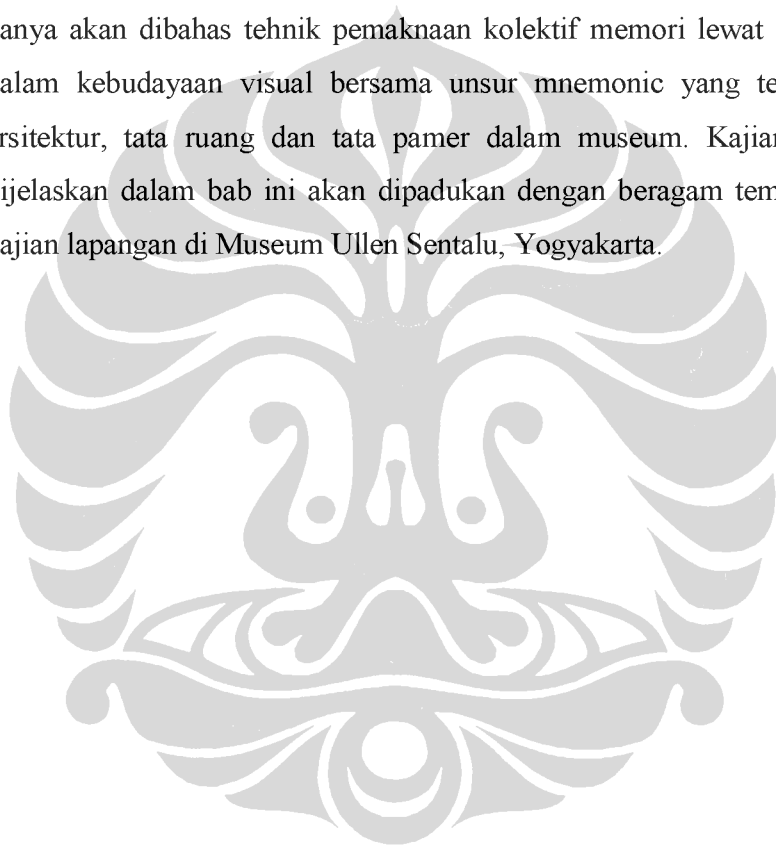 anya akan dibahas tehnik pemaknaan kolektif memori lewat
alam kebudayaan visual bersama unsur mnemonic yang te
rsitektur, tata ruang dan tata pamer dalam museum. Kajian
ijelaskan dalam bab ini akan dipadukan dengan beragam tem
ajian lapangan di Museum Ullen Sentalu, Yogyakarta.